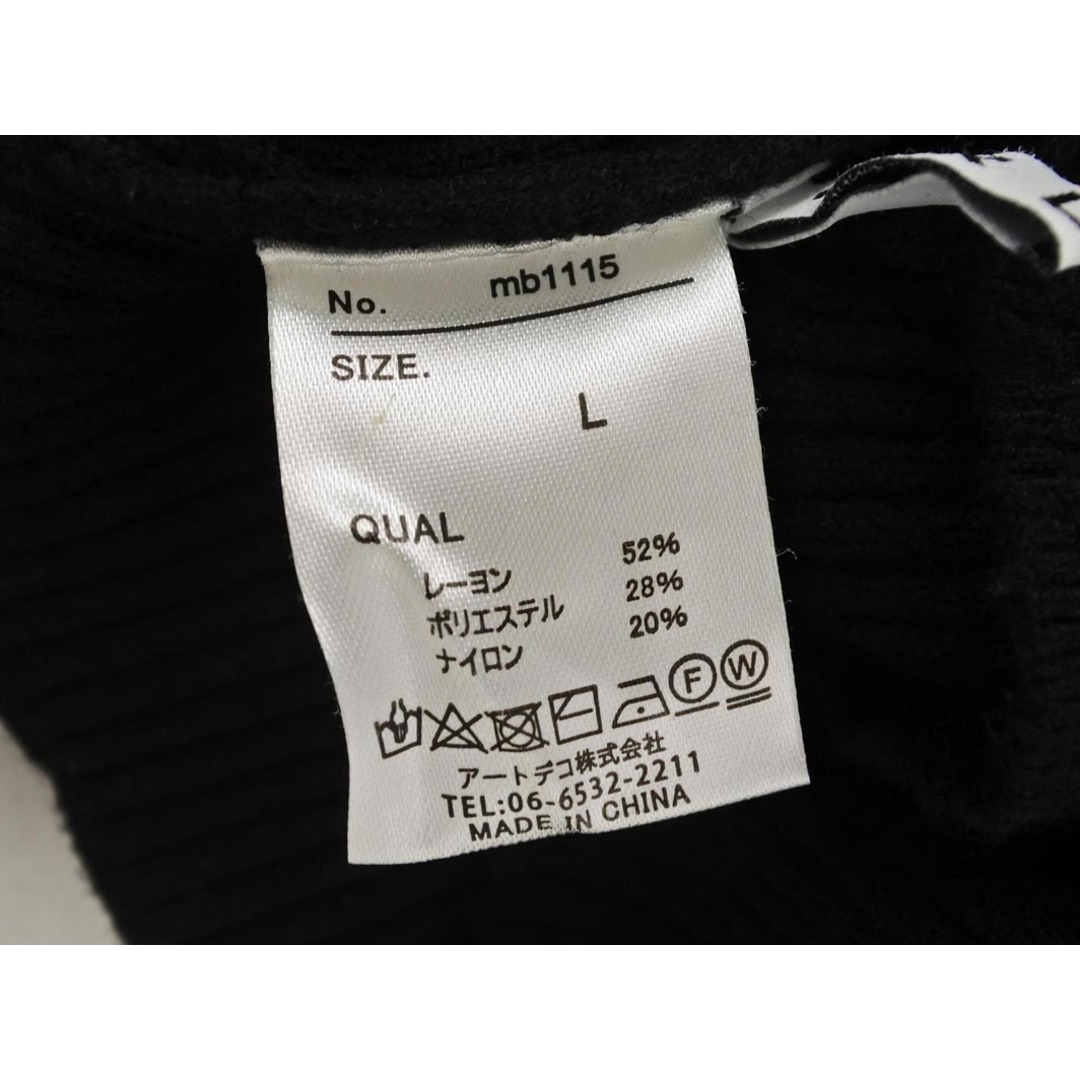 No. mb1115
SIZE.
L
QUAL
レーヨン 52%
ポリエステル 28%
ナイロン 20%
F W
アートデコ株式会社
TEL:06-6532-2211
MADE IN CHINA